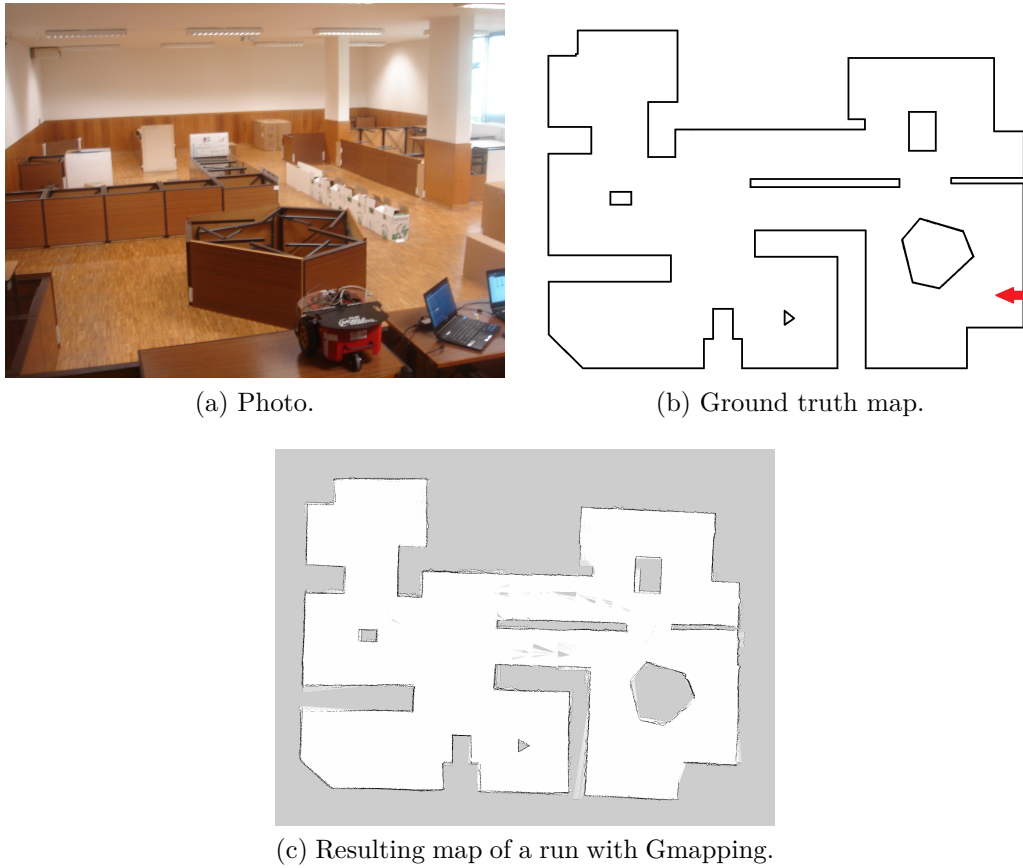 (a) Photo.
(b) Ground truth map.
(c) Resulting map of a run with Gmapping.